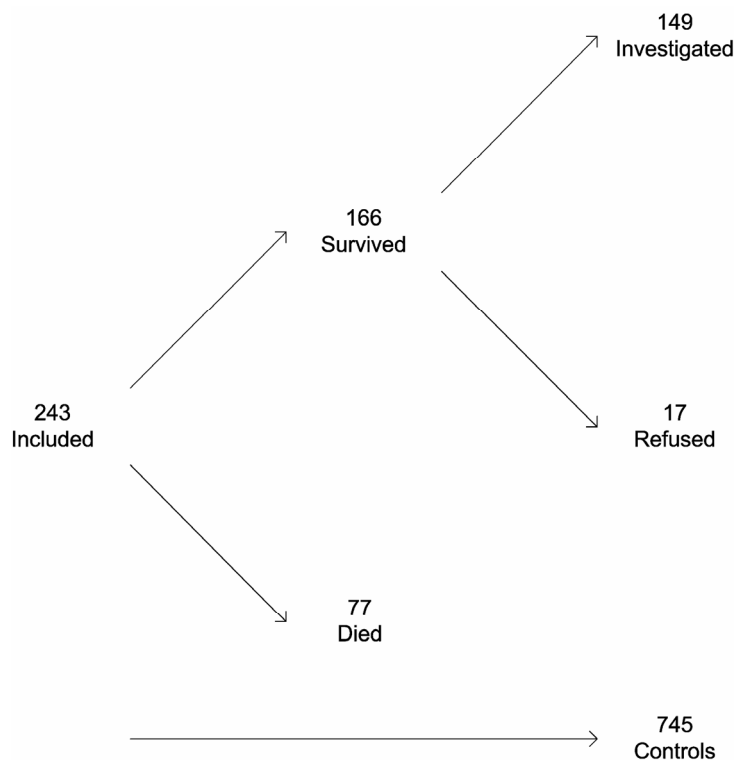 149
Investigated
166
Survived
243
Included
17
Refused
77
Died
745
Controls